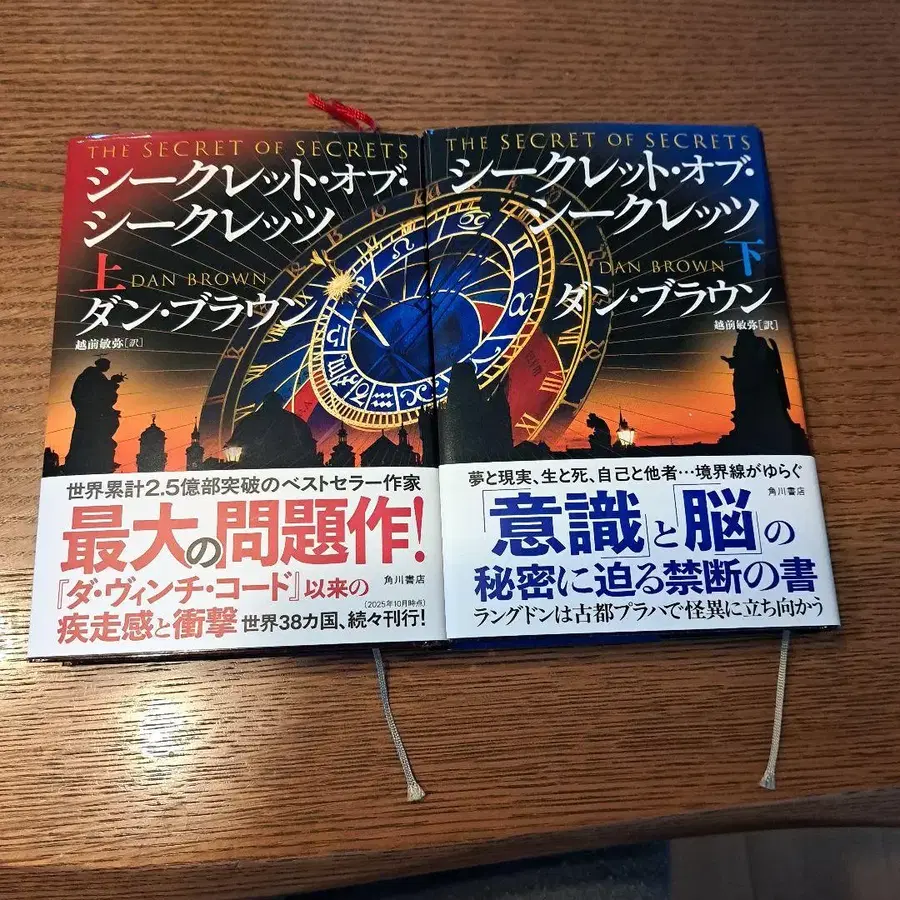 THE SECRET OF SECRETS
シークレット・オブ・
シークレッツ
上
DAN BROWN
ダン・ブラウン
越前敏弥[訳]
世界累計2.5億部突破のベストセラー作家
最大の問題作!
『ダ・ヴィンチ・コード』以来の
疾走感と衝撃
世界38カ国、続々刊行!
(2025年10月時点)
角川書店
THE SECRET OF SECRETS
シークレット・オブ・
シークレッツ
下
DAN BROWN
ダン・ブラウン
越前敏弥[訳]
夢と現実、生と死、自己と他者…境界線がゆらぐ
「意識」と「脳」の
秘密に迫る禁断の書
ラングドンは古都プラハで怪異に立ち向かう
角川書店